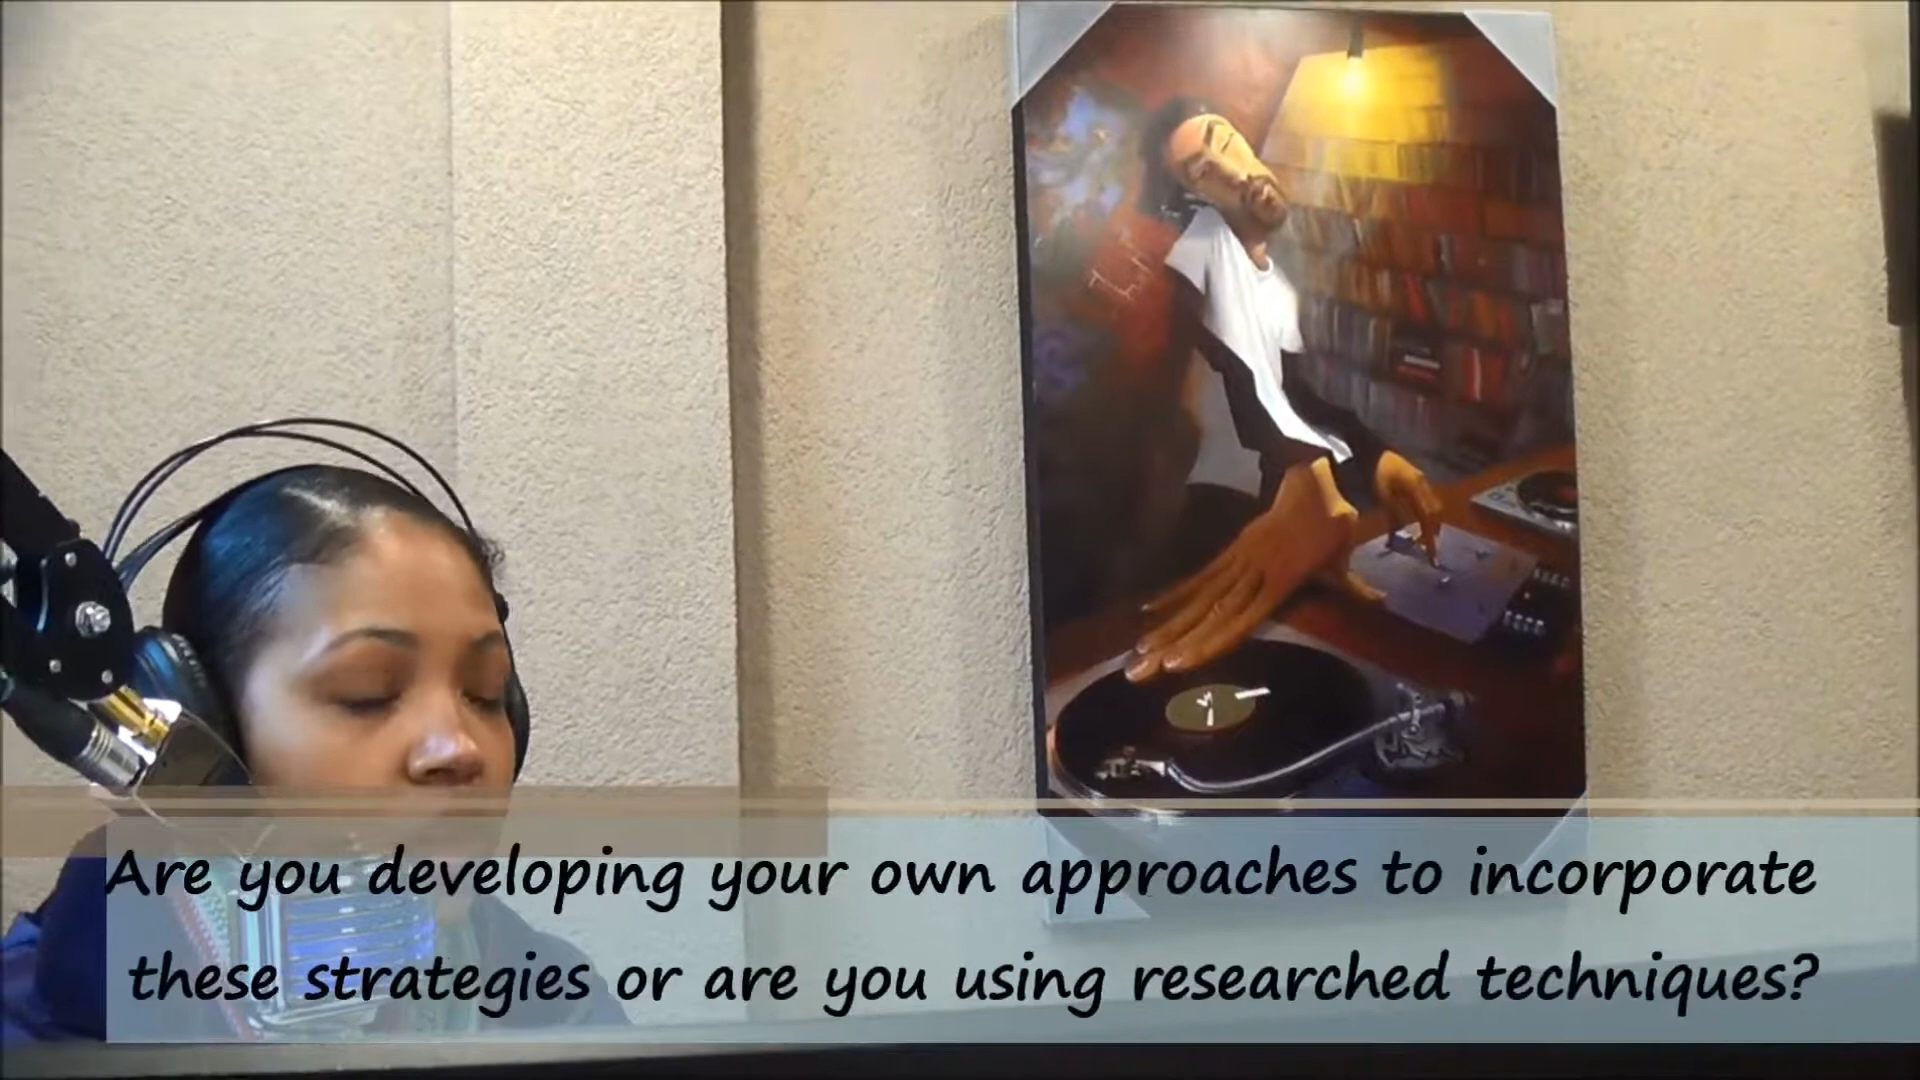 Are you developing your own approaches to incorporate
these strategies or are you using researched techniques?